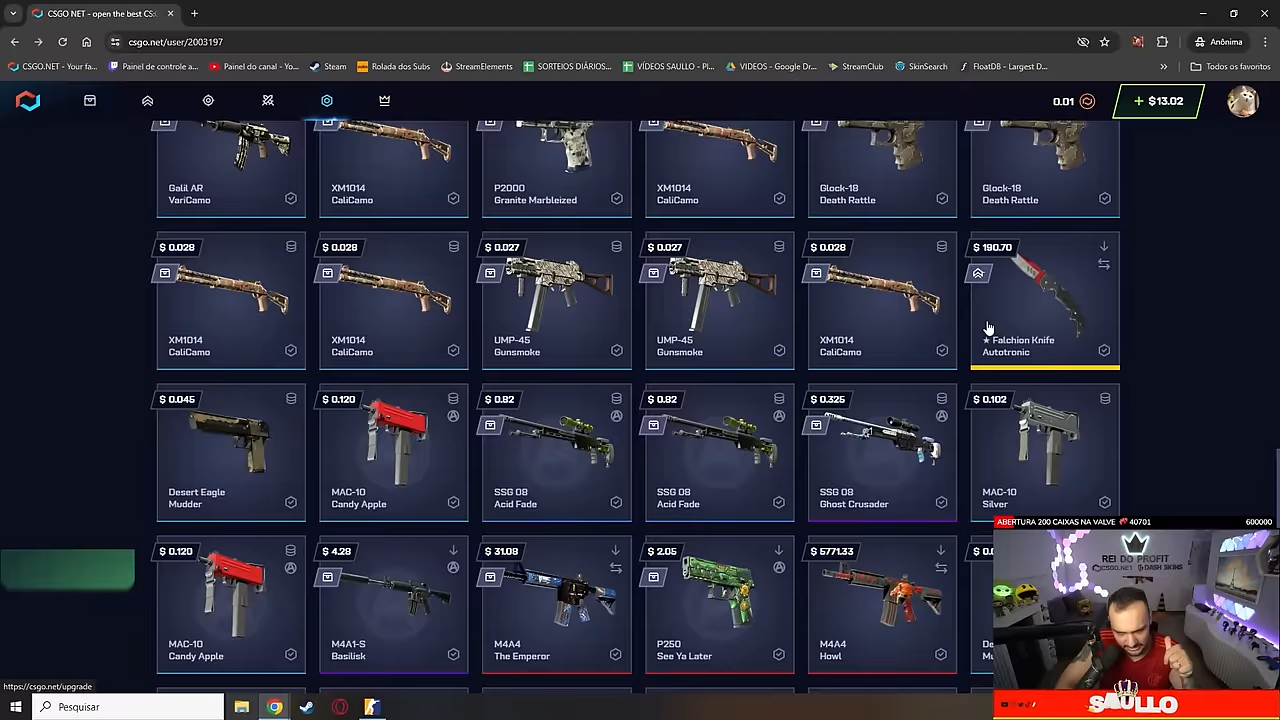 CSGO NET - open the best CS:
csgo.net/user/2003197
Anônima
CSGO.NET - Your fa...
Painel de controle a...
Painel do canal - Yo...
Steam
Rolada dos Subs
StreamElements
SORTEIOS DIÁRIOS...
VÍDEOS SAULLO - Pl...
VIDEOS - Google Dr...
StreamClub
SkinSearch
FloatDB - Largest D...
Todos os favoritos
0.01
+ $13.02
Galil AR
VariCamo
XM1014
CaliCamo
P2000
Granite Marbleized
XM1014
CaliCamo
Glock-18
Death Rattle
Glock-18
Death Rattle
$ 0.028
XM1014
CaliCamo
$ 0.028
XM1014
CaliCamo
$ 0.027
UMP-45
Gunsmoke
$ 0.027
UMP-45
Gunsmoke
$ 0.028
XM1014
CaliCamo
$ 190.70
★ Falchion Knife
Autotronic
$ 0.045
Desert Eagle
Mudder
$ 0.120
MAC-10
Candy Apple
$ 0.82
SSG 08
Acid Fade
$ 0.82
SSG 08
Acid Fade
$ 0.325
SSG 08
Ghost Crusader
$ 0.102
MAC-10
Silver
$ 0.120
MAC-10
Candy Apple
$ 4.28
M4A1-S
Basilisk
$ 31.08
M4A4
The Emperor
$ 2.05
P250
See Ya Later
$ 5771.33
M4A4
Howl
$ 0.0
De
Mu
ABERTURA 200 CAIXAS NA VALVE 40701
600000
REI DO PROFIT
CSGO.NET DASH SKINS
SAULLO
https://csgo.net/upgrade
Pesquisar